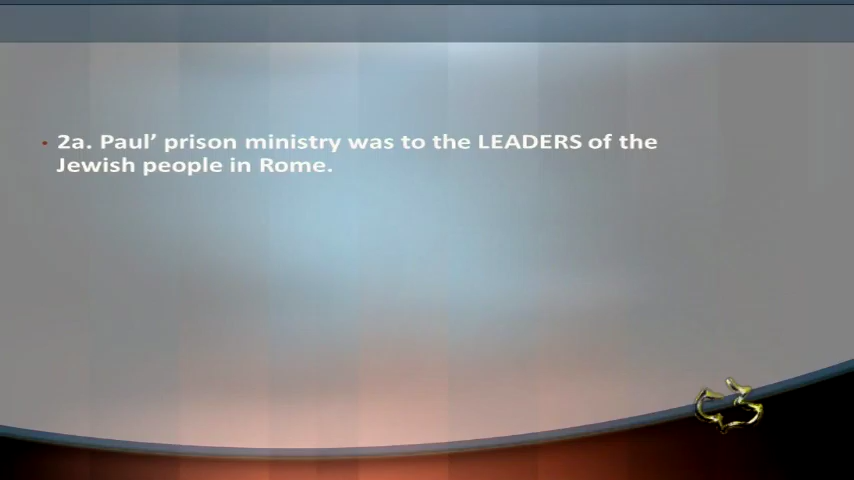 • 2a. Paul’ prison ministry was to the LEADERS of the
Jewish people in Rome.